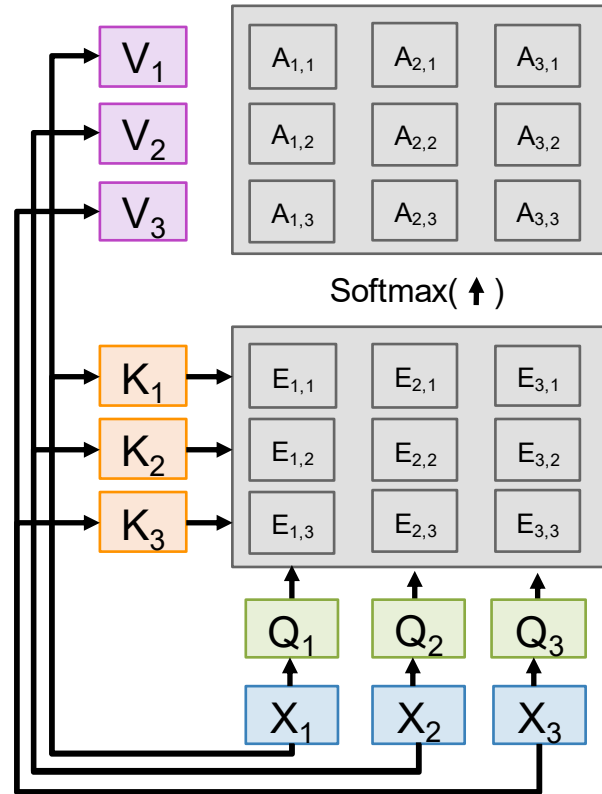 V₁ A₁,₁ A₂,₁ A₃,₁
V₂ A₁,₂ A₂,₂ A₃,₂
V₃ A₁,₃ A₂,₃ A₃,₃
Softmax( ↑ )
K₁ E₁,₁ E₂,₁ E₃,₁
K₂ E₁,₂ E₂,₂ E₃,₂
K₃ E₁,₃ E₂,₃ E₃,₃
Q₁ Q₂ Q₃
X₁ X₂ X₃